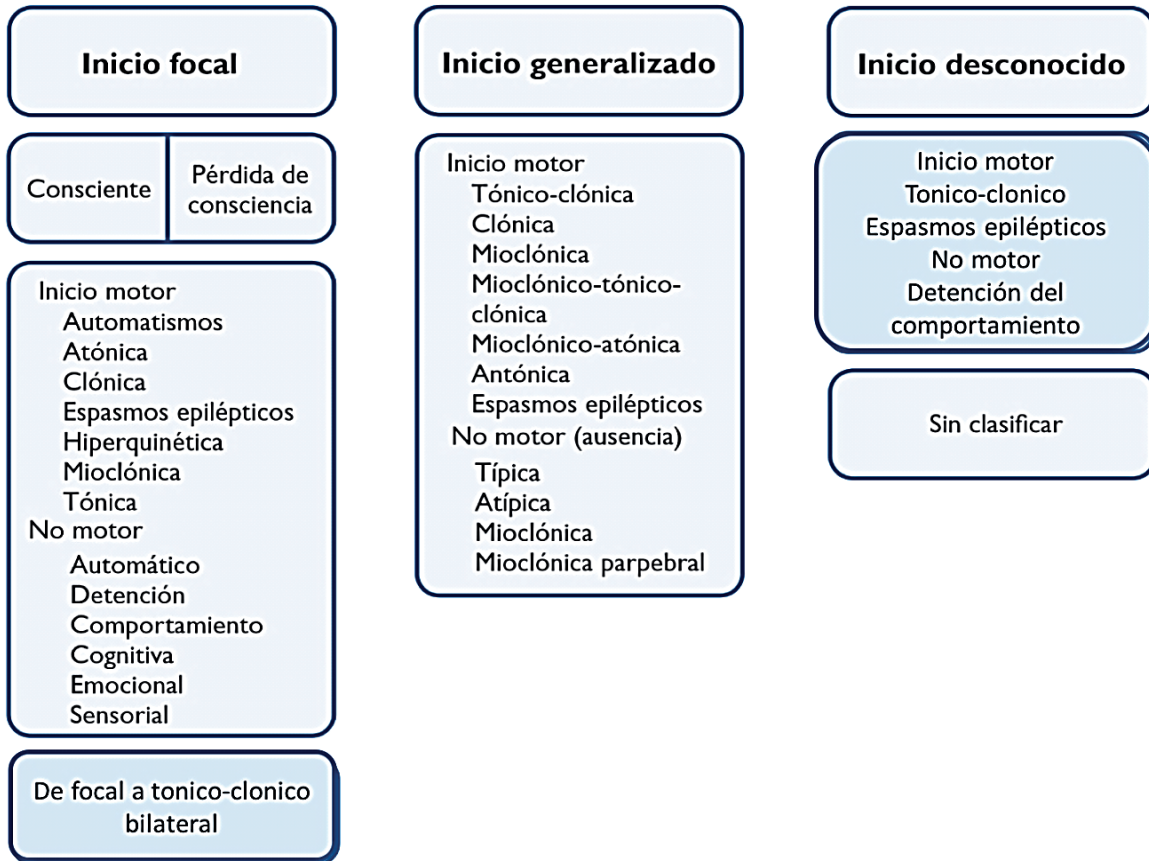 Inicio focal
Consciente
Pérdida de
consciencia
Inicio motor
Automatismos
Atónica
Clónica
Espasmos epilépticos
Hiperquinética
Mioclónica
Tónica
No motor
Automático
Detención
Comportamiento
Cognitiva
Emocional
Sensorial
De focal a tonico-clonico
bilateral
Inicio generalizado
Inicio motor
Tónico-clónica
Clónica
Mioclónica
Mioclónico-tónico-
clónica
Mioclónico-atónica
Antónica
Espasmos epilépticos
No motor (ausencia)
Típica
Atípica
Mioclónica
Mioclónica parpebral
Inicio desconocido
Inicio motor
Tonico-clonico
Espasmos epilépticos
No motor
Detención del
comportamiento
Sin clasificar